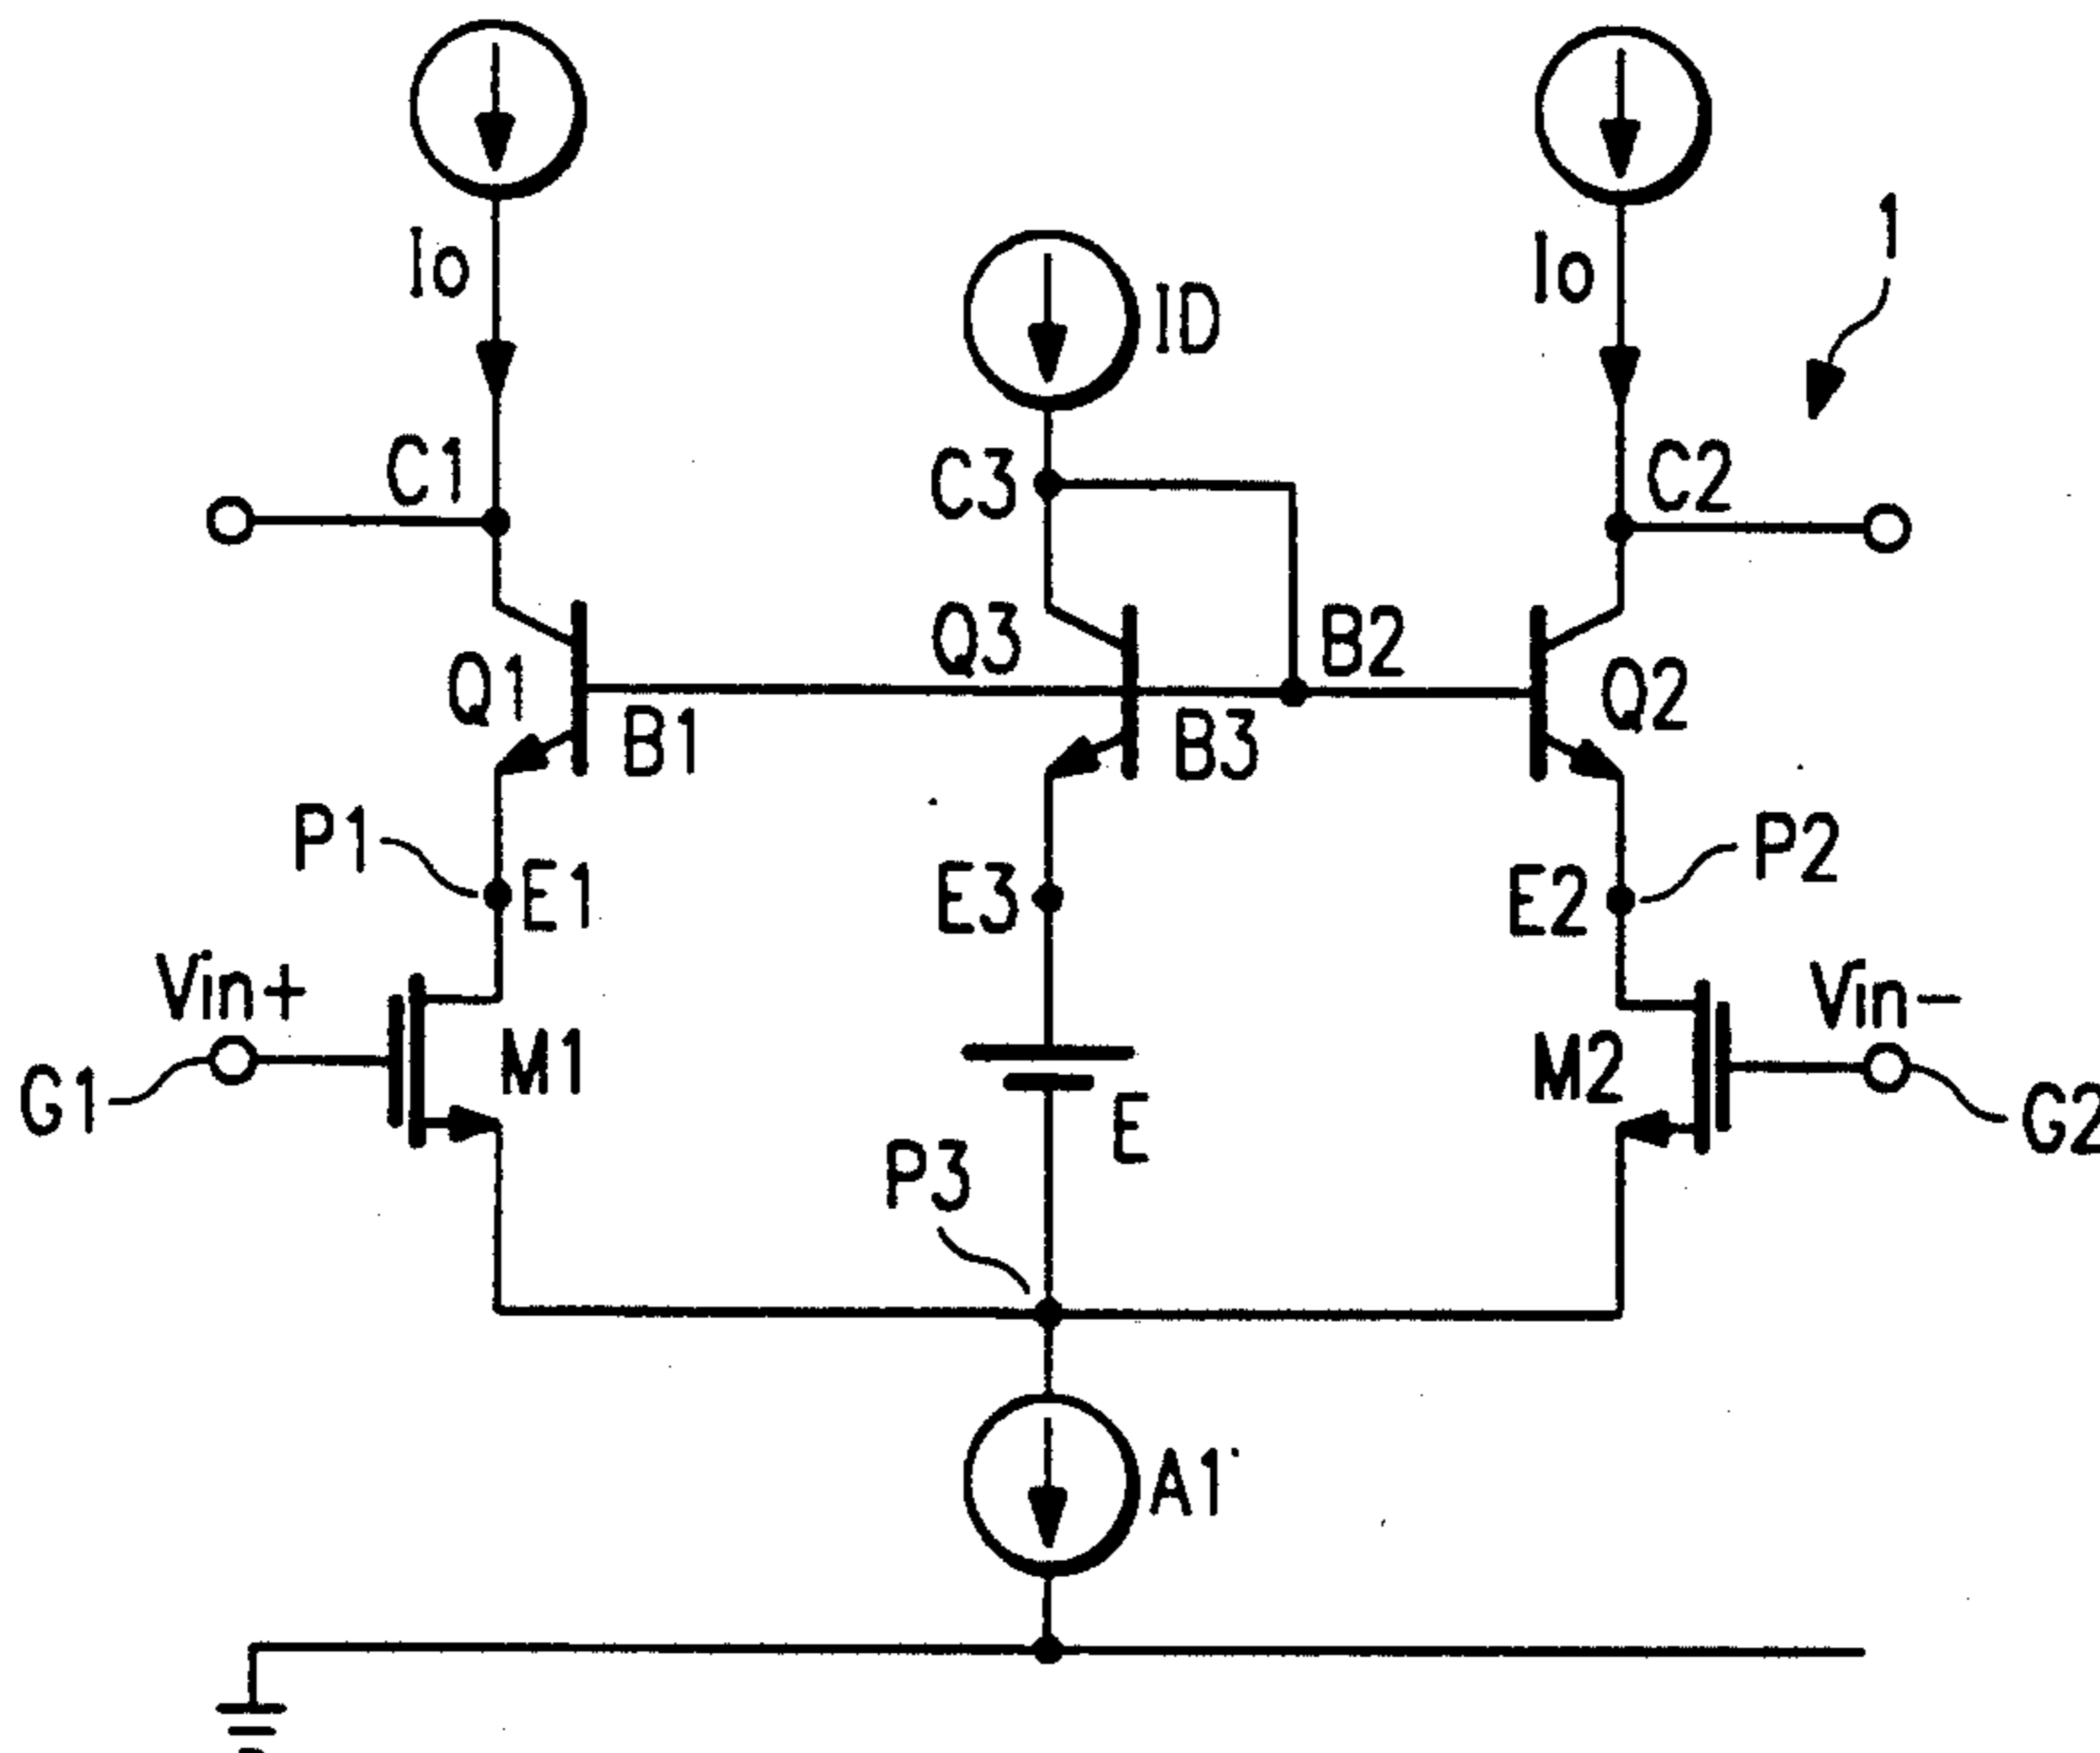 Io
ID
Io
1
C1
C3
C2
Q1
Q3
B2
Q2
B1
B3
P1
E1
E3
E2
P2
Vin+
Vin-
G1
M1
M2
G2
E
P3
A1